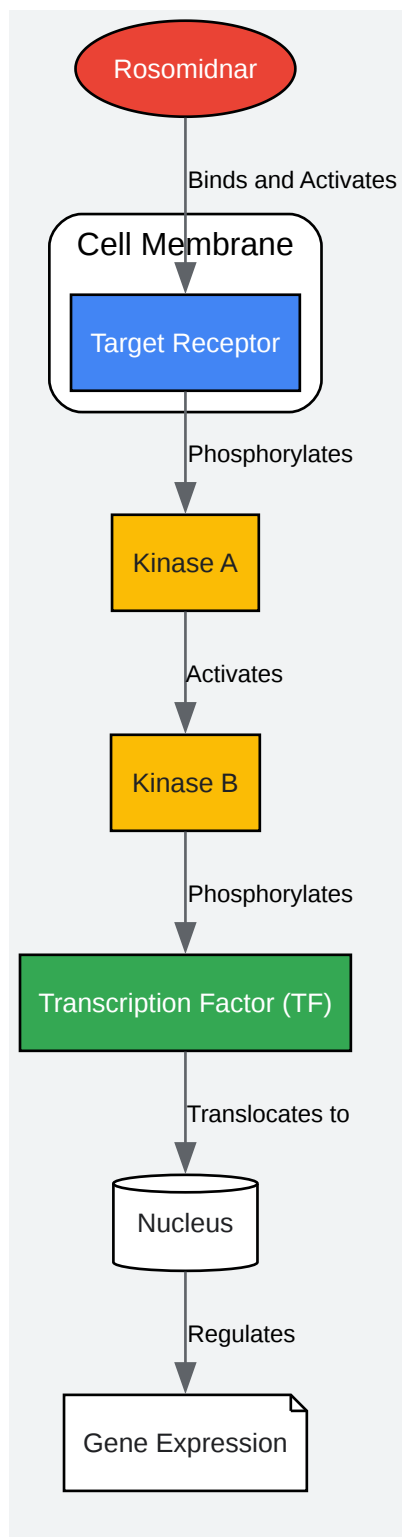 Rosomidnar
Binds and Activates
Cell Membrane
Target Receptor
Phosphorylates
Kinase A
Activates
Kinase B
Phosphorylates
Transcription Factor (TF)
Translocates to
Nucleus
Regulates
Gene Expression